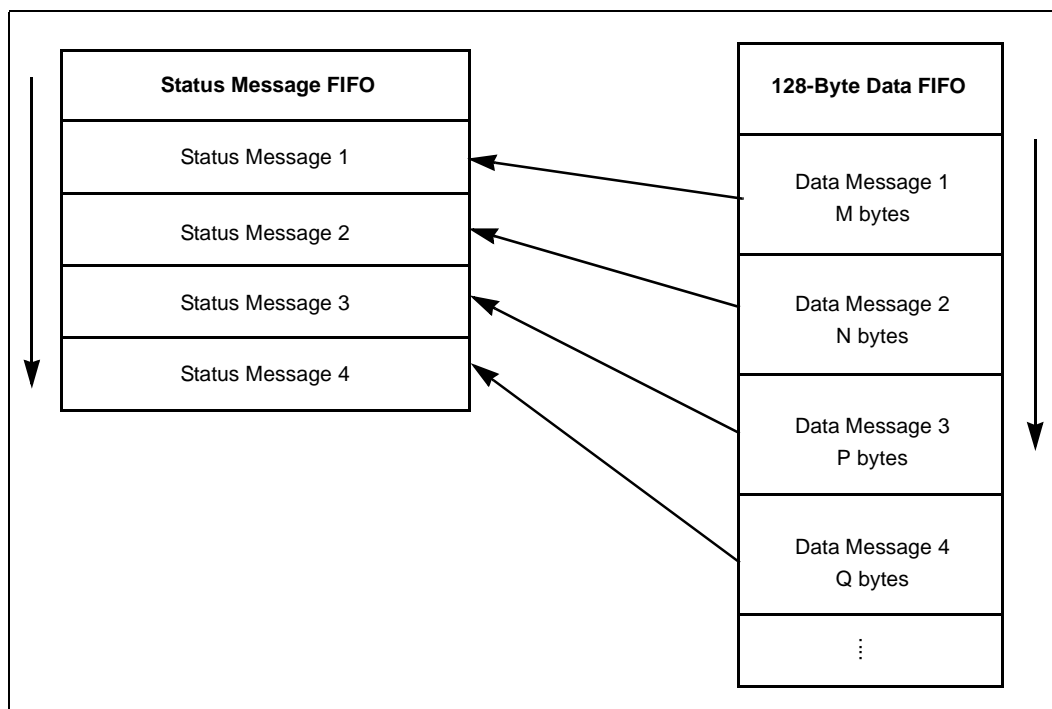 Status Message FIFO
Status Message 1
Status Message 2
Status Message 3
Status Message 4
128-Byte Data FIFO
Data Message 1
M bytes
Data Message 2
N bytes
Data Message 3
P bytes
Data Message 4
Q bytes
⋮